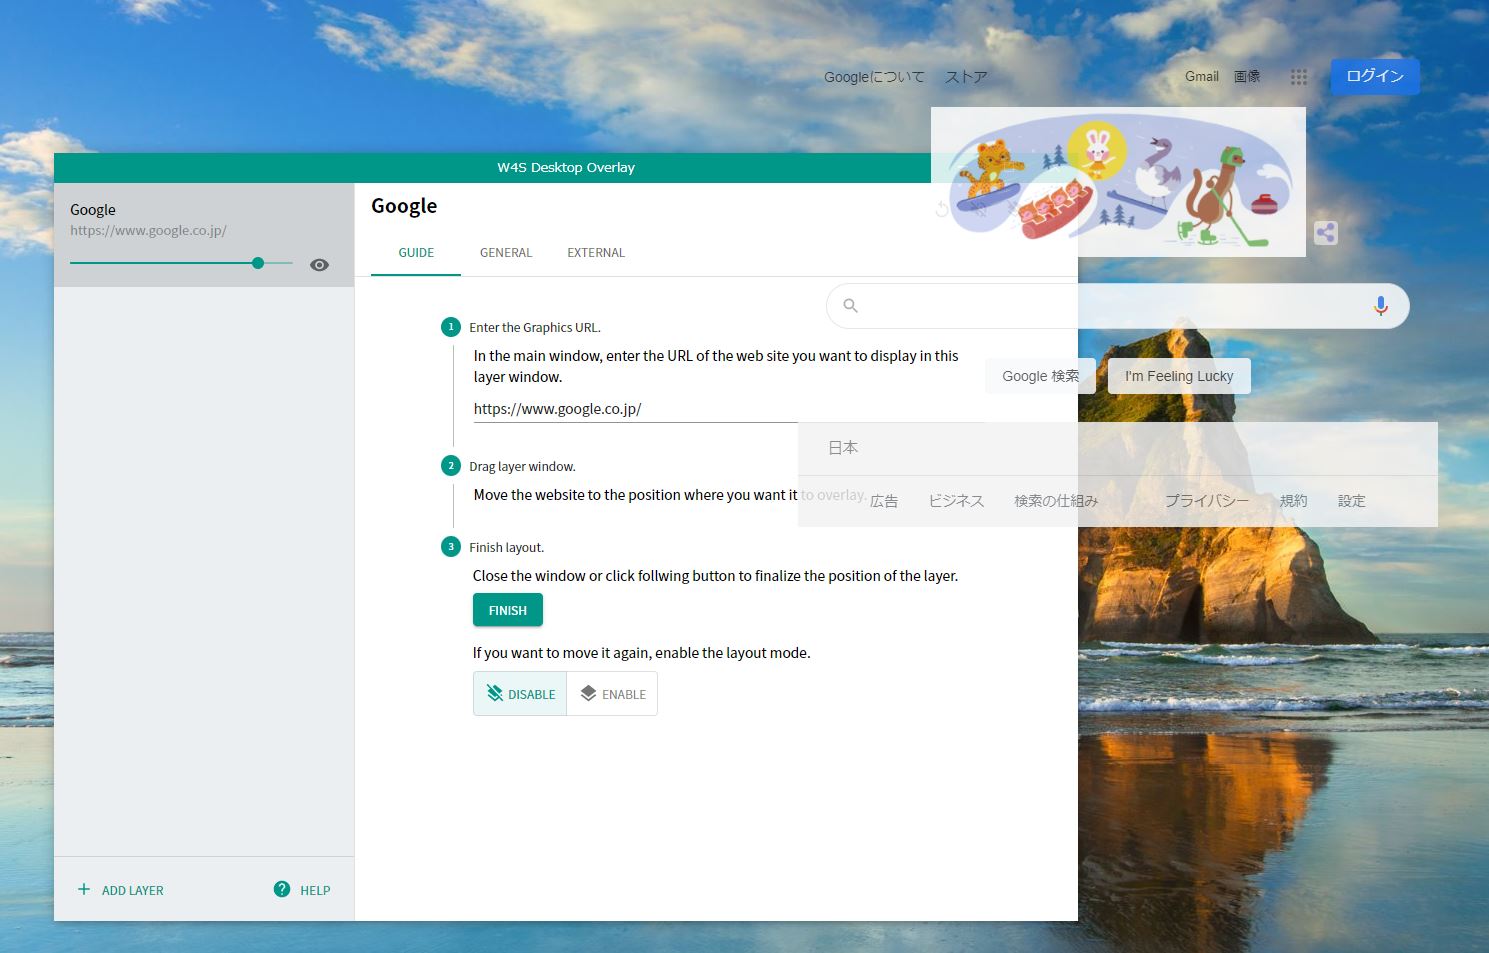 Googleについて ストア Gmail 画像 ログイン
W4S Desktop Overlay
Google
https://www.google.co.jp/
Google
GUIDE GENERAL EXTERNAL
1 Enter the Graphics URL.
In the main window, enter the URL of the web site you want to display in this
layer window.
https://www.google.co.jp/
Google 検索 I'm Feeling Lucky
日本
2 Drag layer window.
Move the website to the position where you want it to overlay.
広告 ビジネス 検索の仕組み プライバシー 規約 設定
3 Finish layout.
Close the window or click follwing button to finalize the position of the layer.
FINISH
If you want to move it again, enable the layout mode.
DISABLE ENABLE
ADD LAYER HELP